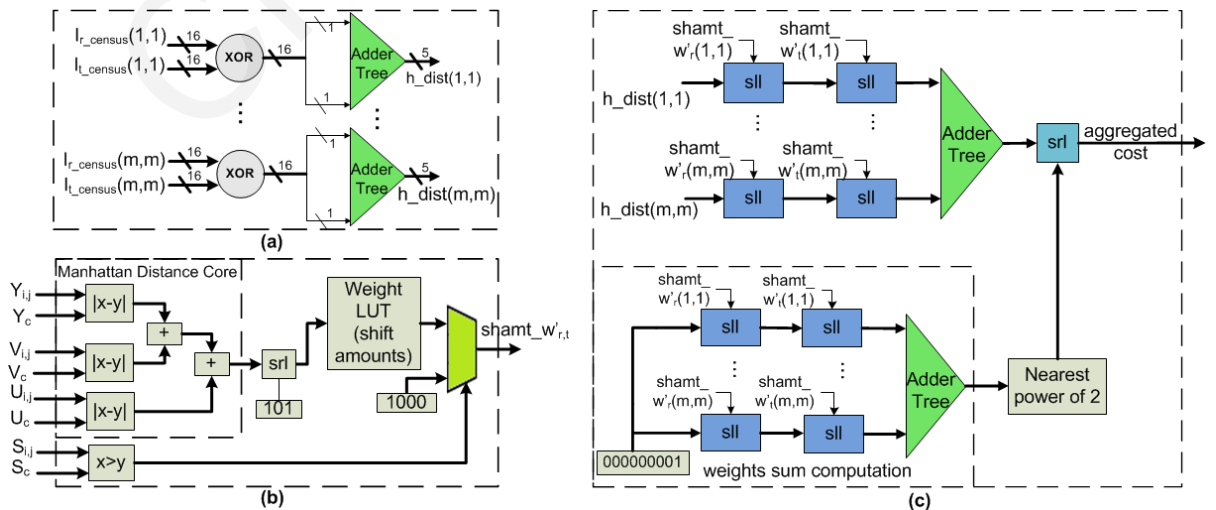 I_r_census(1,1) 16
I_t_census(1,1) 16
XOR
16
1
1
Adder Tree
5
h_dist(1,1)
I_r_census(m,m) 16
I_t_census(m,m) 16
XOR
16
1
1
Adder Tree
5
h_dist(m,m)
(a)
Manhattan Distance Core
Y_i,j
Y_c
|x-y|
+
V_i,j
V_c
|x-y|
+
U_i,j
U_c
|x-y|
srl
101
Weight
LUT
(shift
amounts)
1000
shamt_w'_r,t
S_i,j
S_c
x>y
(b)
shamt_
w'_r(1,1)
shamt_
w'_t(1,1)
h_dist(1,1)
sll
sll
shamt_
w'_r(m,m)
shamt_
w'_t(m,m)
h_dist(m,m)
sll
sll
Adder
Tree
srl
aggregated
cost
shamt_
w'_r(1,1)
shamt_
w'_t(1,1)
sll
sll
shamt_
w'_r(m,m)
shamt_
w'_t(m,m)
sll
sll
000000001
Adder
Tree
weights sum computation
Nearest
power of 2
(c)